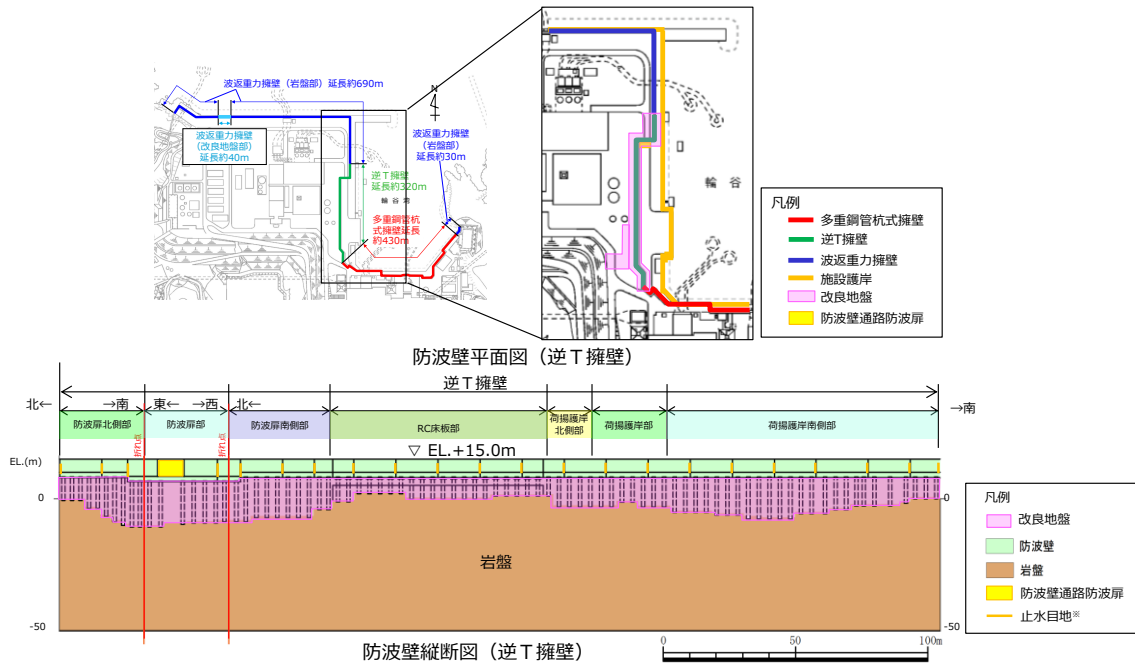 波返重力擁壁（岩盤部）延長約690m
N
波返重力擁壁
（改良地盤部）
延長約40m
波返重力擁壁
（岩盤部）
延長約30m
逆T擁壁
延長約320m
輪谷湾
多重鋼管杭
式擁壁延長
約430m
輪谷
凡例
多重鋼管杭式擁壁
逆T擁壁
波返重力擁壁
施設護岸
改良地盤
防波壁通路防波扉
防波壁平面図（逆T擁壁）
逆T擁壁
北←
→南
東←
→西
北←
→南
防波扉北側部
防波扉部
防波扉南側部
RC床板部
荷揚護岸
北側部
荷揚護岸部
荷揚護岸南側部
折れ点
折れ点
▽ EL.+15.0m
EL.(m)
0
0
岩盤
-50
-50
凡例
改良地盤
防波壁
岩盤
防波壁通路防波扉
止水目地※
0
50
100m
防波壁縦断図（逆T擁壁）